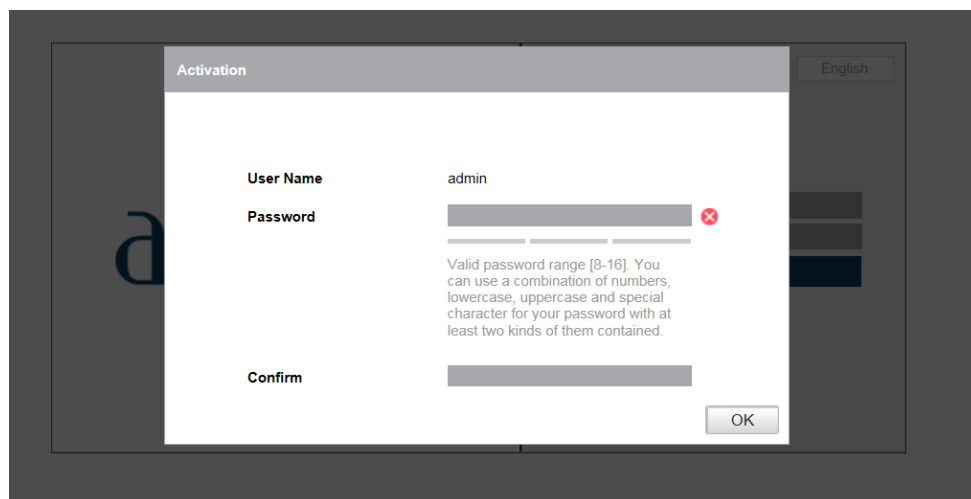 English
Activation
User Name admin
Password
Valid password range [8-16]. You
can use a combination of numbers,
lowercase, uppercase and special
character for your password with at
least two kinds of them contained.
Confirm
OK